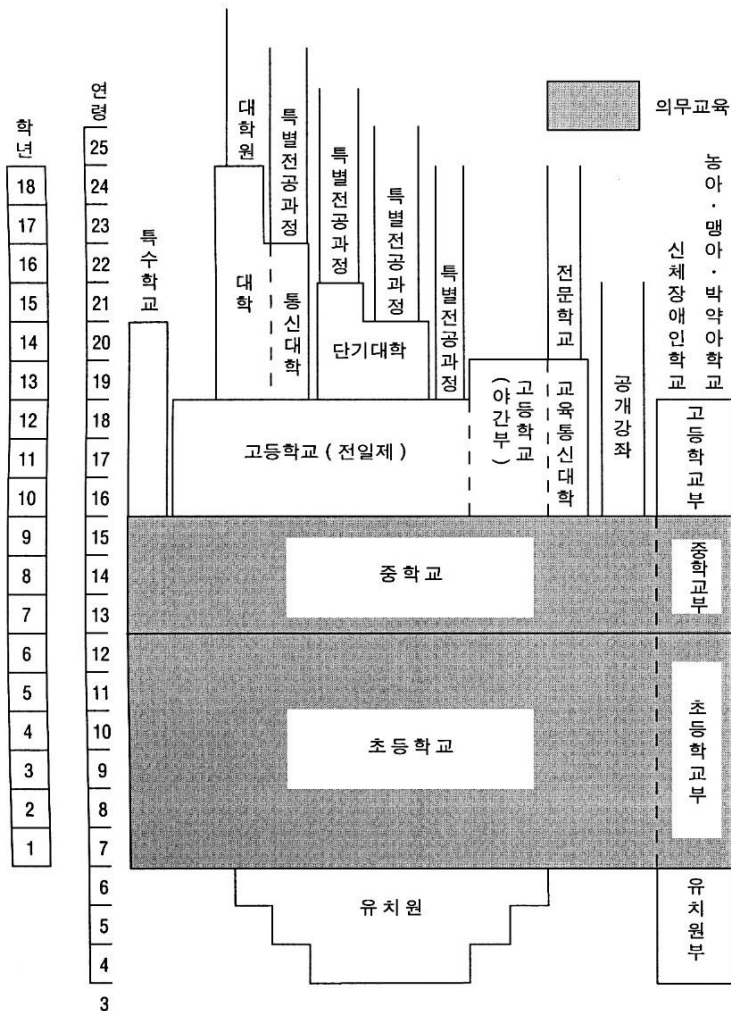 의무교육
학년
연령
25
18
24
17
23
16
22
15
21
14
20
13
19
12
18
11
17
10
16
9
15
8
14
7
13
6
12
5
11
4
10
3
9
2
8
1
7
6
5
4
3
특수학교
대학원
대학
특별전공과정
통신대학
특별전공과정
단기대학
특별전공과정
특별전공과정
고등학교 ( 전일제 )
고등학교
(야간부)
전문학교
교육통신대학
공개강좌
신체장애인학교
농아 · 맹아 · 박약아학교
고등학교부
중학교
중학교부
초등학교
초등학교부
유치원
유치원부